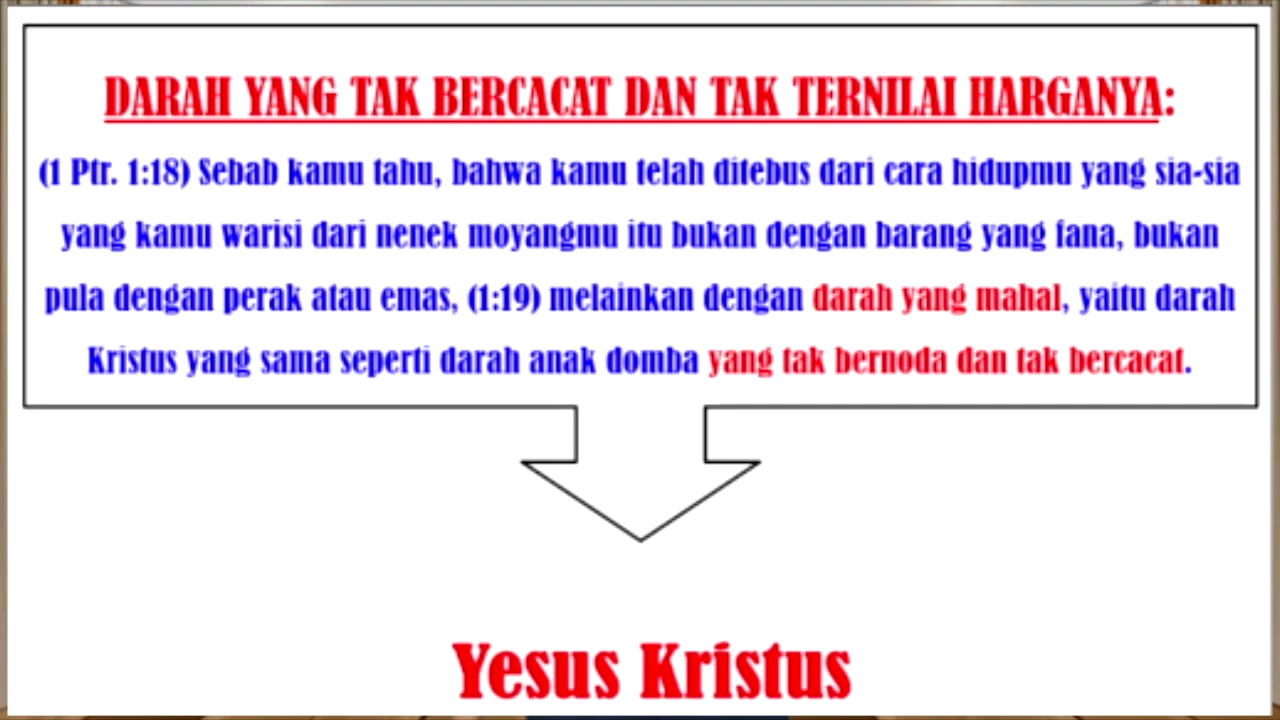 DARAH YANG TAK BERCACAT DAN TAK TERNILAI HARGANYA:
(1 Ptr. 1:18) Sebab kamu tahu, bahwa kamu telah ditebus dari cara hidupmu yang sia-sia
yang kamu warisi dari nenek moyangmu itu bukan dengan barang yang fana, bukan
pula dengan perak atau emas, (1:19) melainkan dengan darah yang mahal, yaitu darah
Kristus yang sama seperti darah anak domba yang tak bernoda dan tak bercacat.
Yesus Kristus